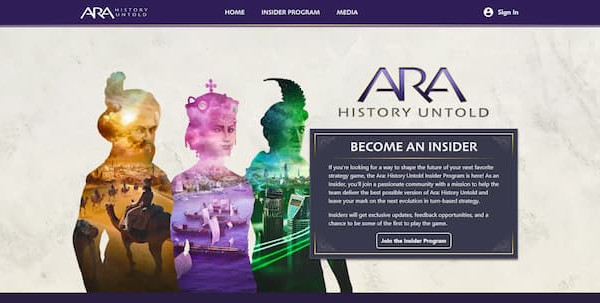 ARA HISTORY UNTOLD
HOME INSIDER PROGRAM MEDIA Sign In
ARA
HISTORY UNTOLD
BECOME AN INSIDER
If you're looking for a way to shape the future of your next favorite
strategy game, the Ara: History Untold Insider Program is here! As an
Insider, you'll join a passionate community with a mission to help the
team deliver the best possible version of Ara: History Untold and
leave your mark on the next evolution in turn-based strategy.
Insiders will get exclusive updates, feedback opportunities, and a
chance to be some of the first to play the game.
Join the Insider Program